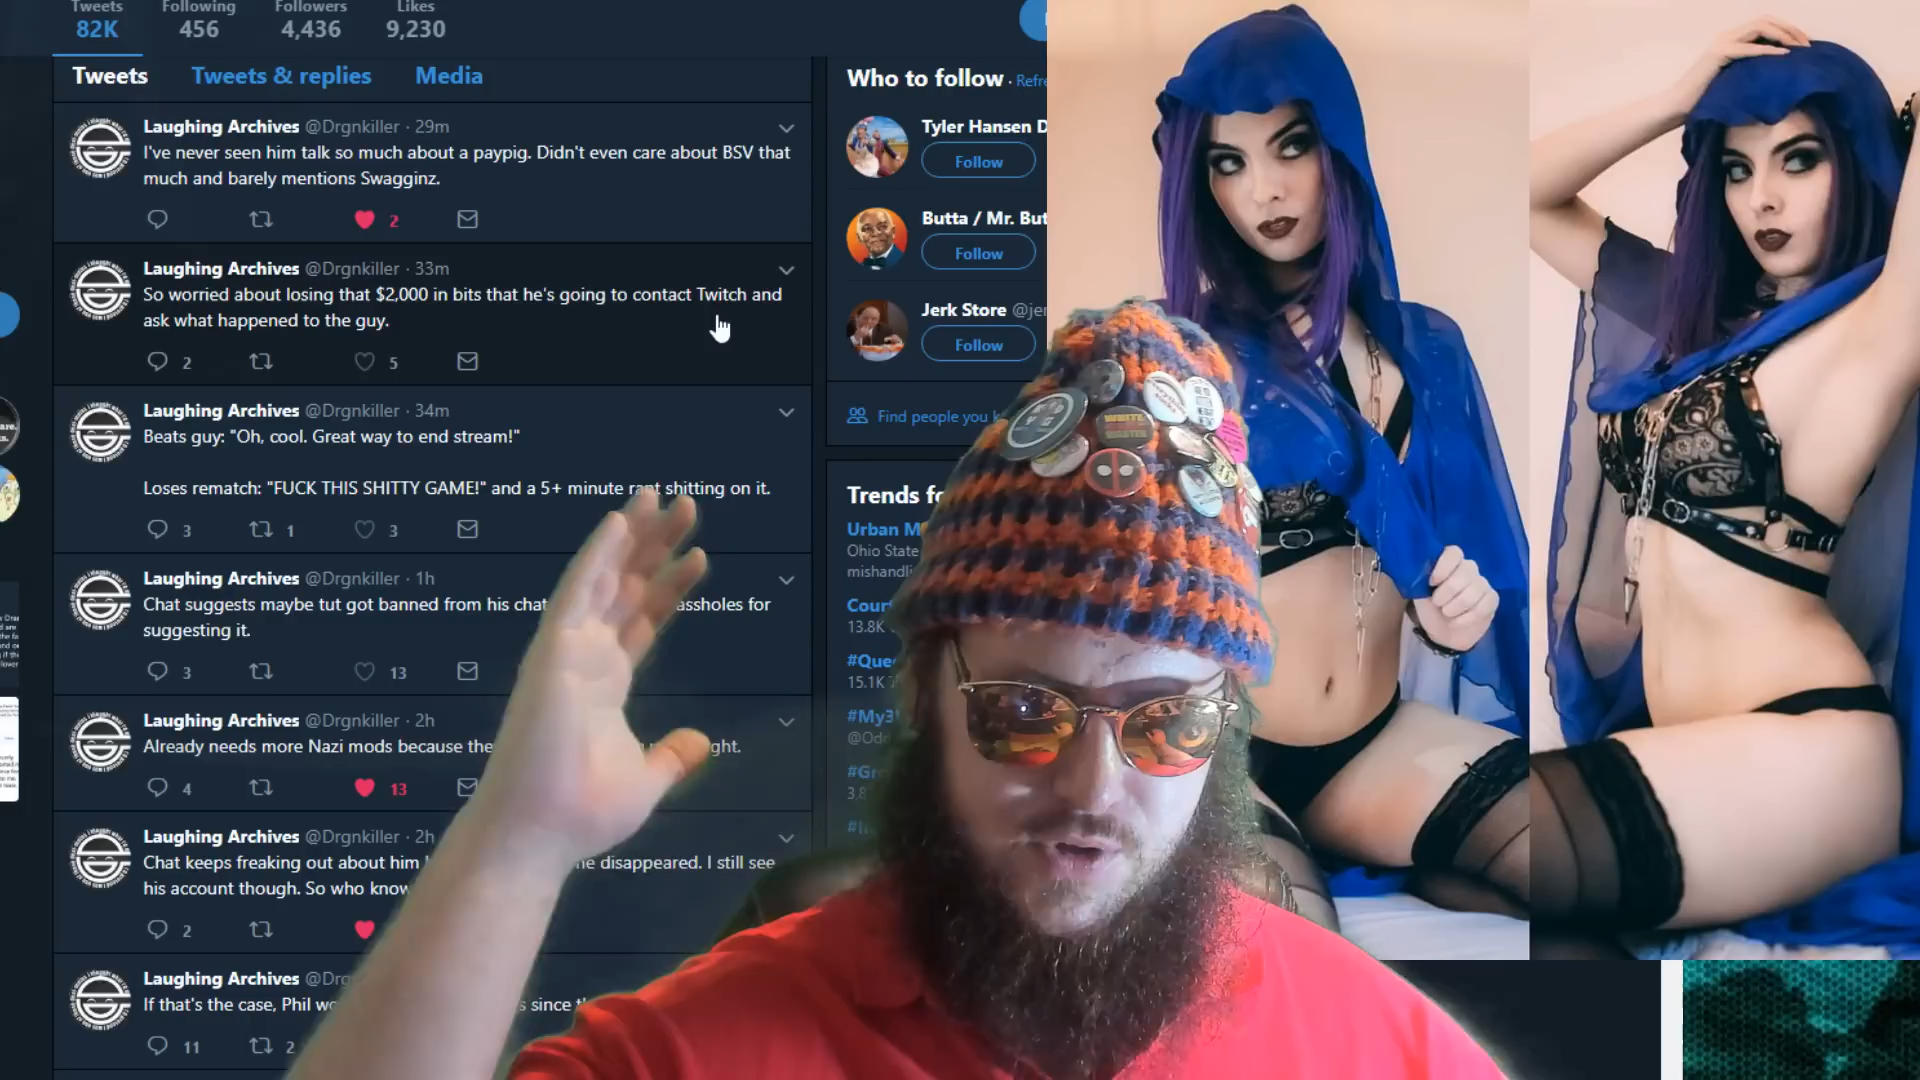 Tweets Following Followers Likes
82K 456 4,436 9,230
Tweets Tweets & replies Media
Laughing Archives @Drgnkiller · 29m
I've never seen him talk so much about a paypig. Didn't even care about BSV that
much and barely mentions Swagginz.
2
Laughing Archives @Drgnkiller · 33m
So worried about losing that $2,000 in bits that he's going to contact Twitch and
ask what happened to the guy.
2 5
Laughing Archives @Drgnkiller · 34m
Beats guy: "Oh, cool. Great way to end stream!"
Loses rematch: "FUCK THIS SHITTY GAME!" and a 5+ minute rant shitting on it.
3 1 3
Laughing Archives @Drgnkiller · 1h
Chat suggests maybe tut got banned from his chat assholes for
suggesting it.
3 13
Laughing Archives @Drgnkiller · 2h
Already needs more Nazi mods because
4 13
Laughing Archives @Drgnkiller · 2h
Chat keeps freaking out about him disappeared. I still see
his account though. So who
2
Laughing Archives
If that's the case, Phil since
11 2
Who to follow ·
Tyler Hansen
Follow
Butta / Mr.
Follow
Jerk Store
Follow
Find people you
Trends
Urban
Ohio State
13.8K
15.1K